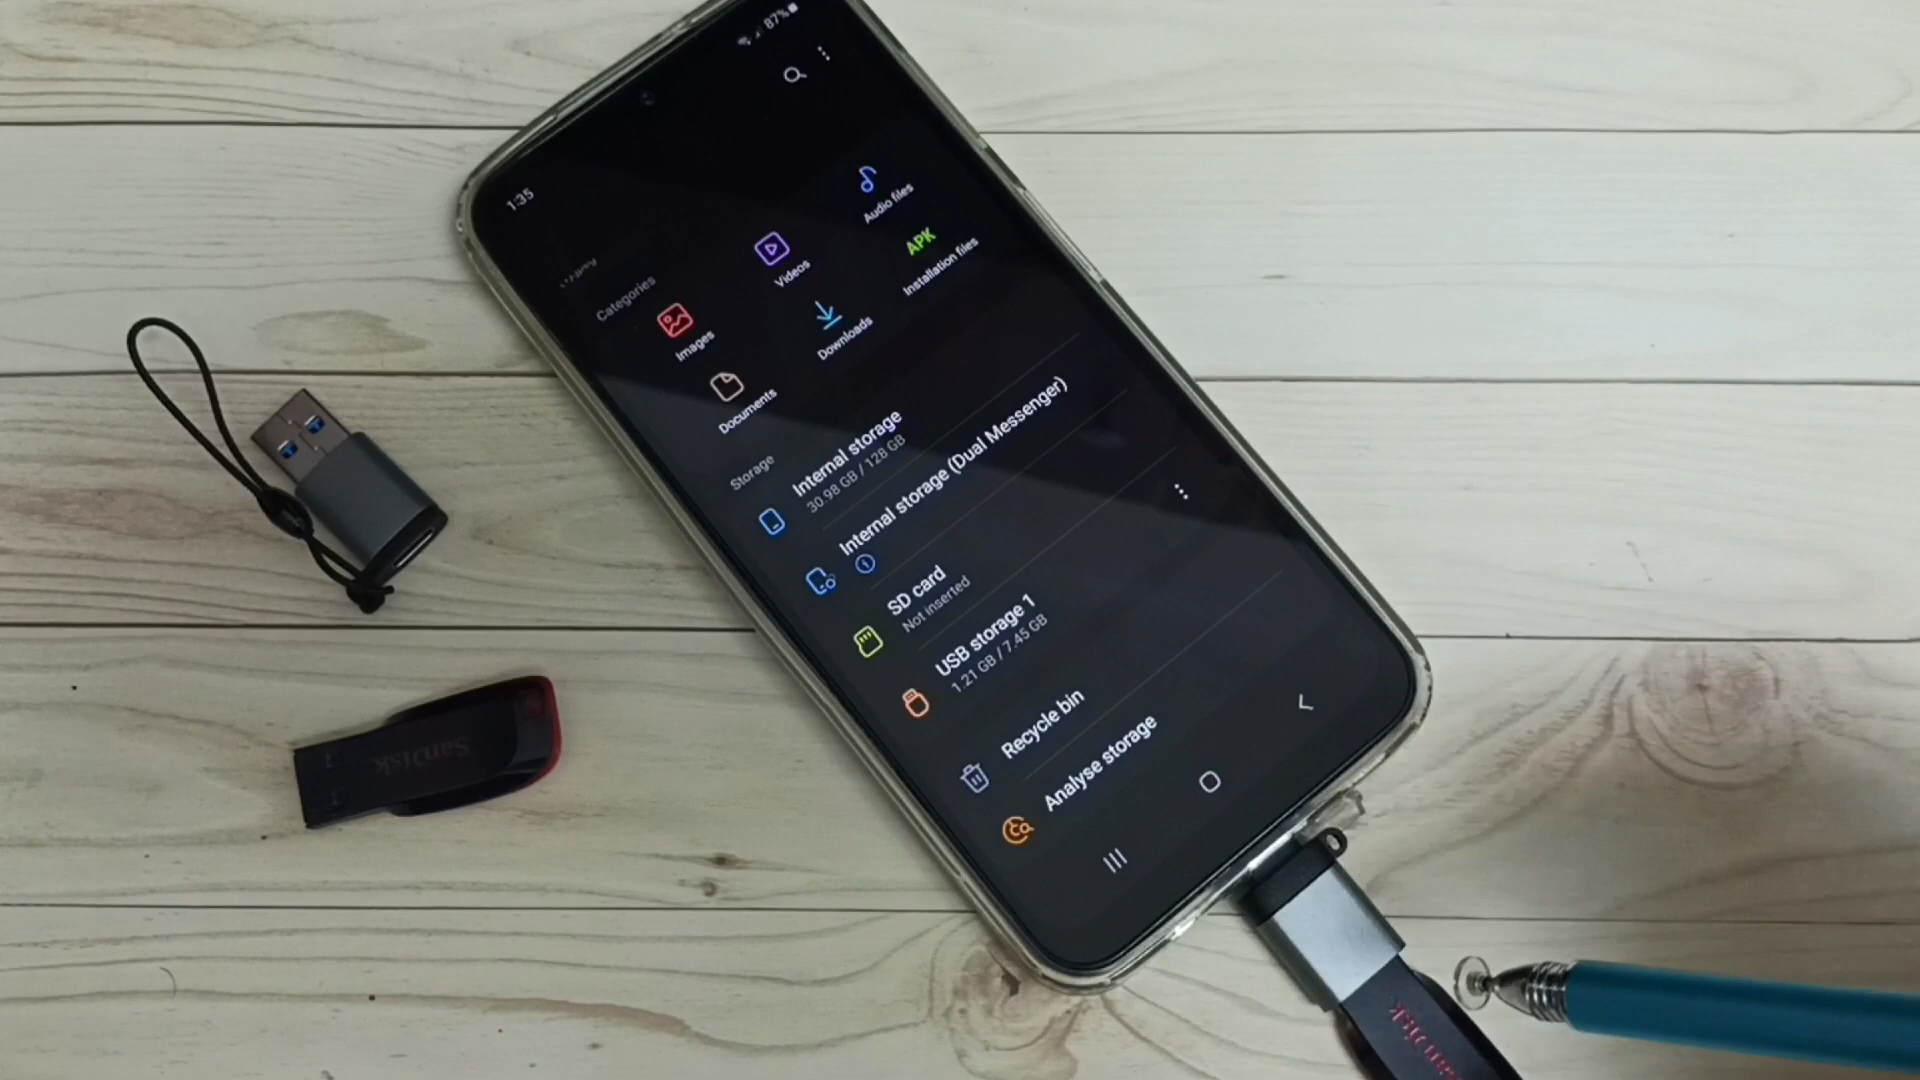 1:35
87%
Categories
Images
Videos
Audio files
Documents
Downloads
APK
Installation files
Storage
Internal storage
30.98 GB / 128 GB
Internal storage (Dual Messenger)
SD card
Not inserted
USB storage 1
1.21 GB / 7.45 GB
Recycle bin
Analyse storage
SanDisk
SanDisk